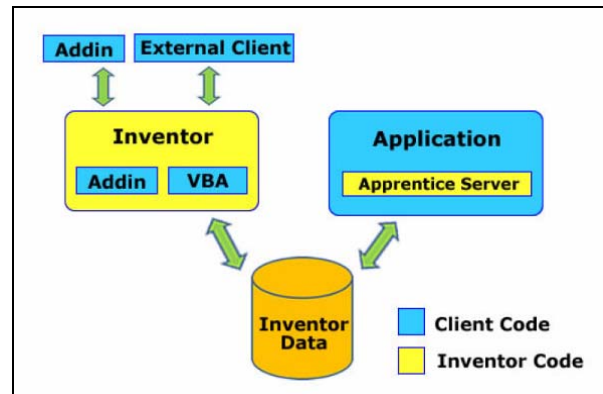 Addin
External Client
Inventor
Addin
VBA
Application
Apprentice Server
Inventor
Data
Client Code
Inventor Code